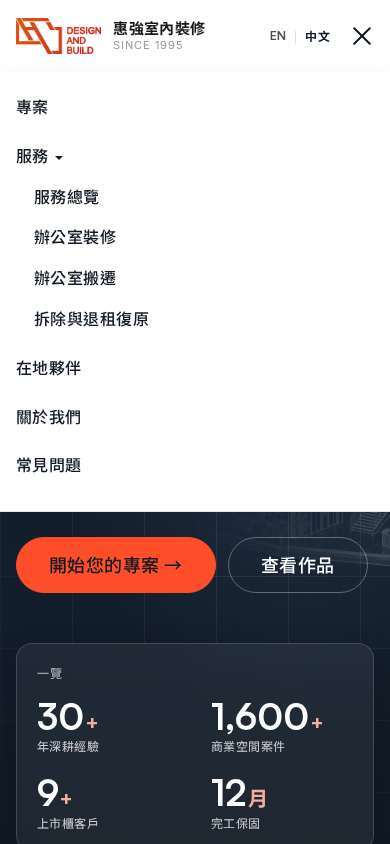 DESIGN
AND
BUILD
惠強室內裝修
SINCE 1995
EN | 中文
專案
服務
服務總覽
辦公室裝修
辦公室搬遷
拆除與退租復原
在地夥伴
關於我們
常見問題
開始您的專案 →
查看作品
一覽
30+
年深耕經驗
1,600+
商業空間案件
9+
上市櫃客戶
12月
完工保固